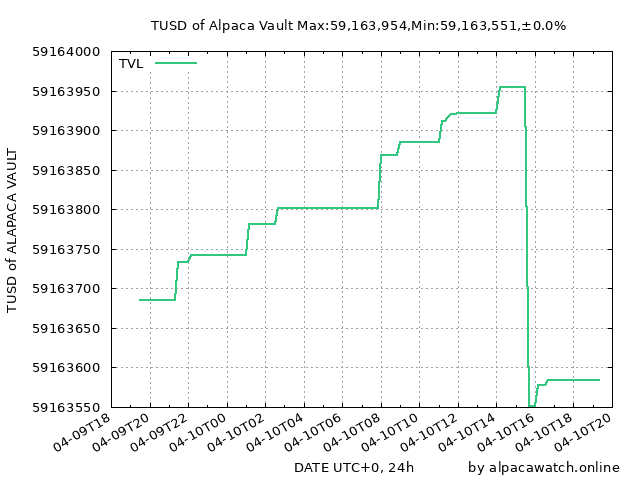 TUSD of Alpaca Vault Max:59,163,954,Min:59,163,551,±0.0%
TVL
TUSD of ALAPACA VAULT
59164000
59163950
59163900
59163850
59163800
59163750
59163700
59163650
59163600
59163550
04-09T18
04-09T20
04-09T22
04-10T00
04-10T02
04-10T04
04-10T06
04-10T08
04-10T10
04-10T12
04-10T14
04-10T16
04-10T18
04-10T20
DATE UTC+0, 24h
by alpacawatch.online